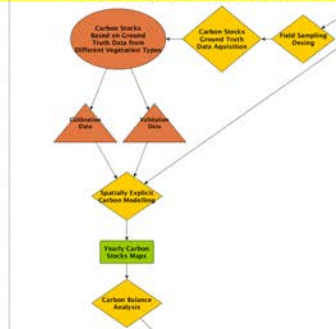 Carbon Stocks
Based on Ground
Truth Data from
Different Vegetation Types
Carbon Stocks
Ground Truth
Data Aquisition
Field Sampling
Desing
Calibration
Data
Validation
Data
Spatially Explicit
Carbon Modelling
Yearly Carbon
Stocks Maps
Carbon Balance
Analysis